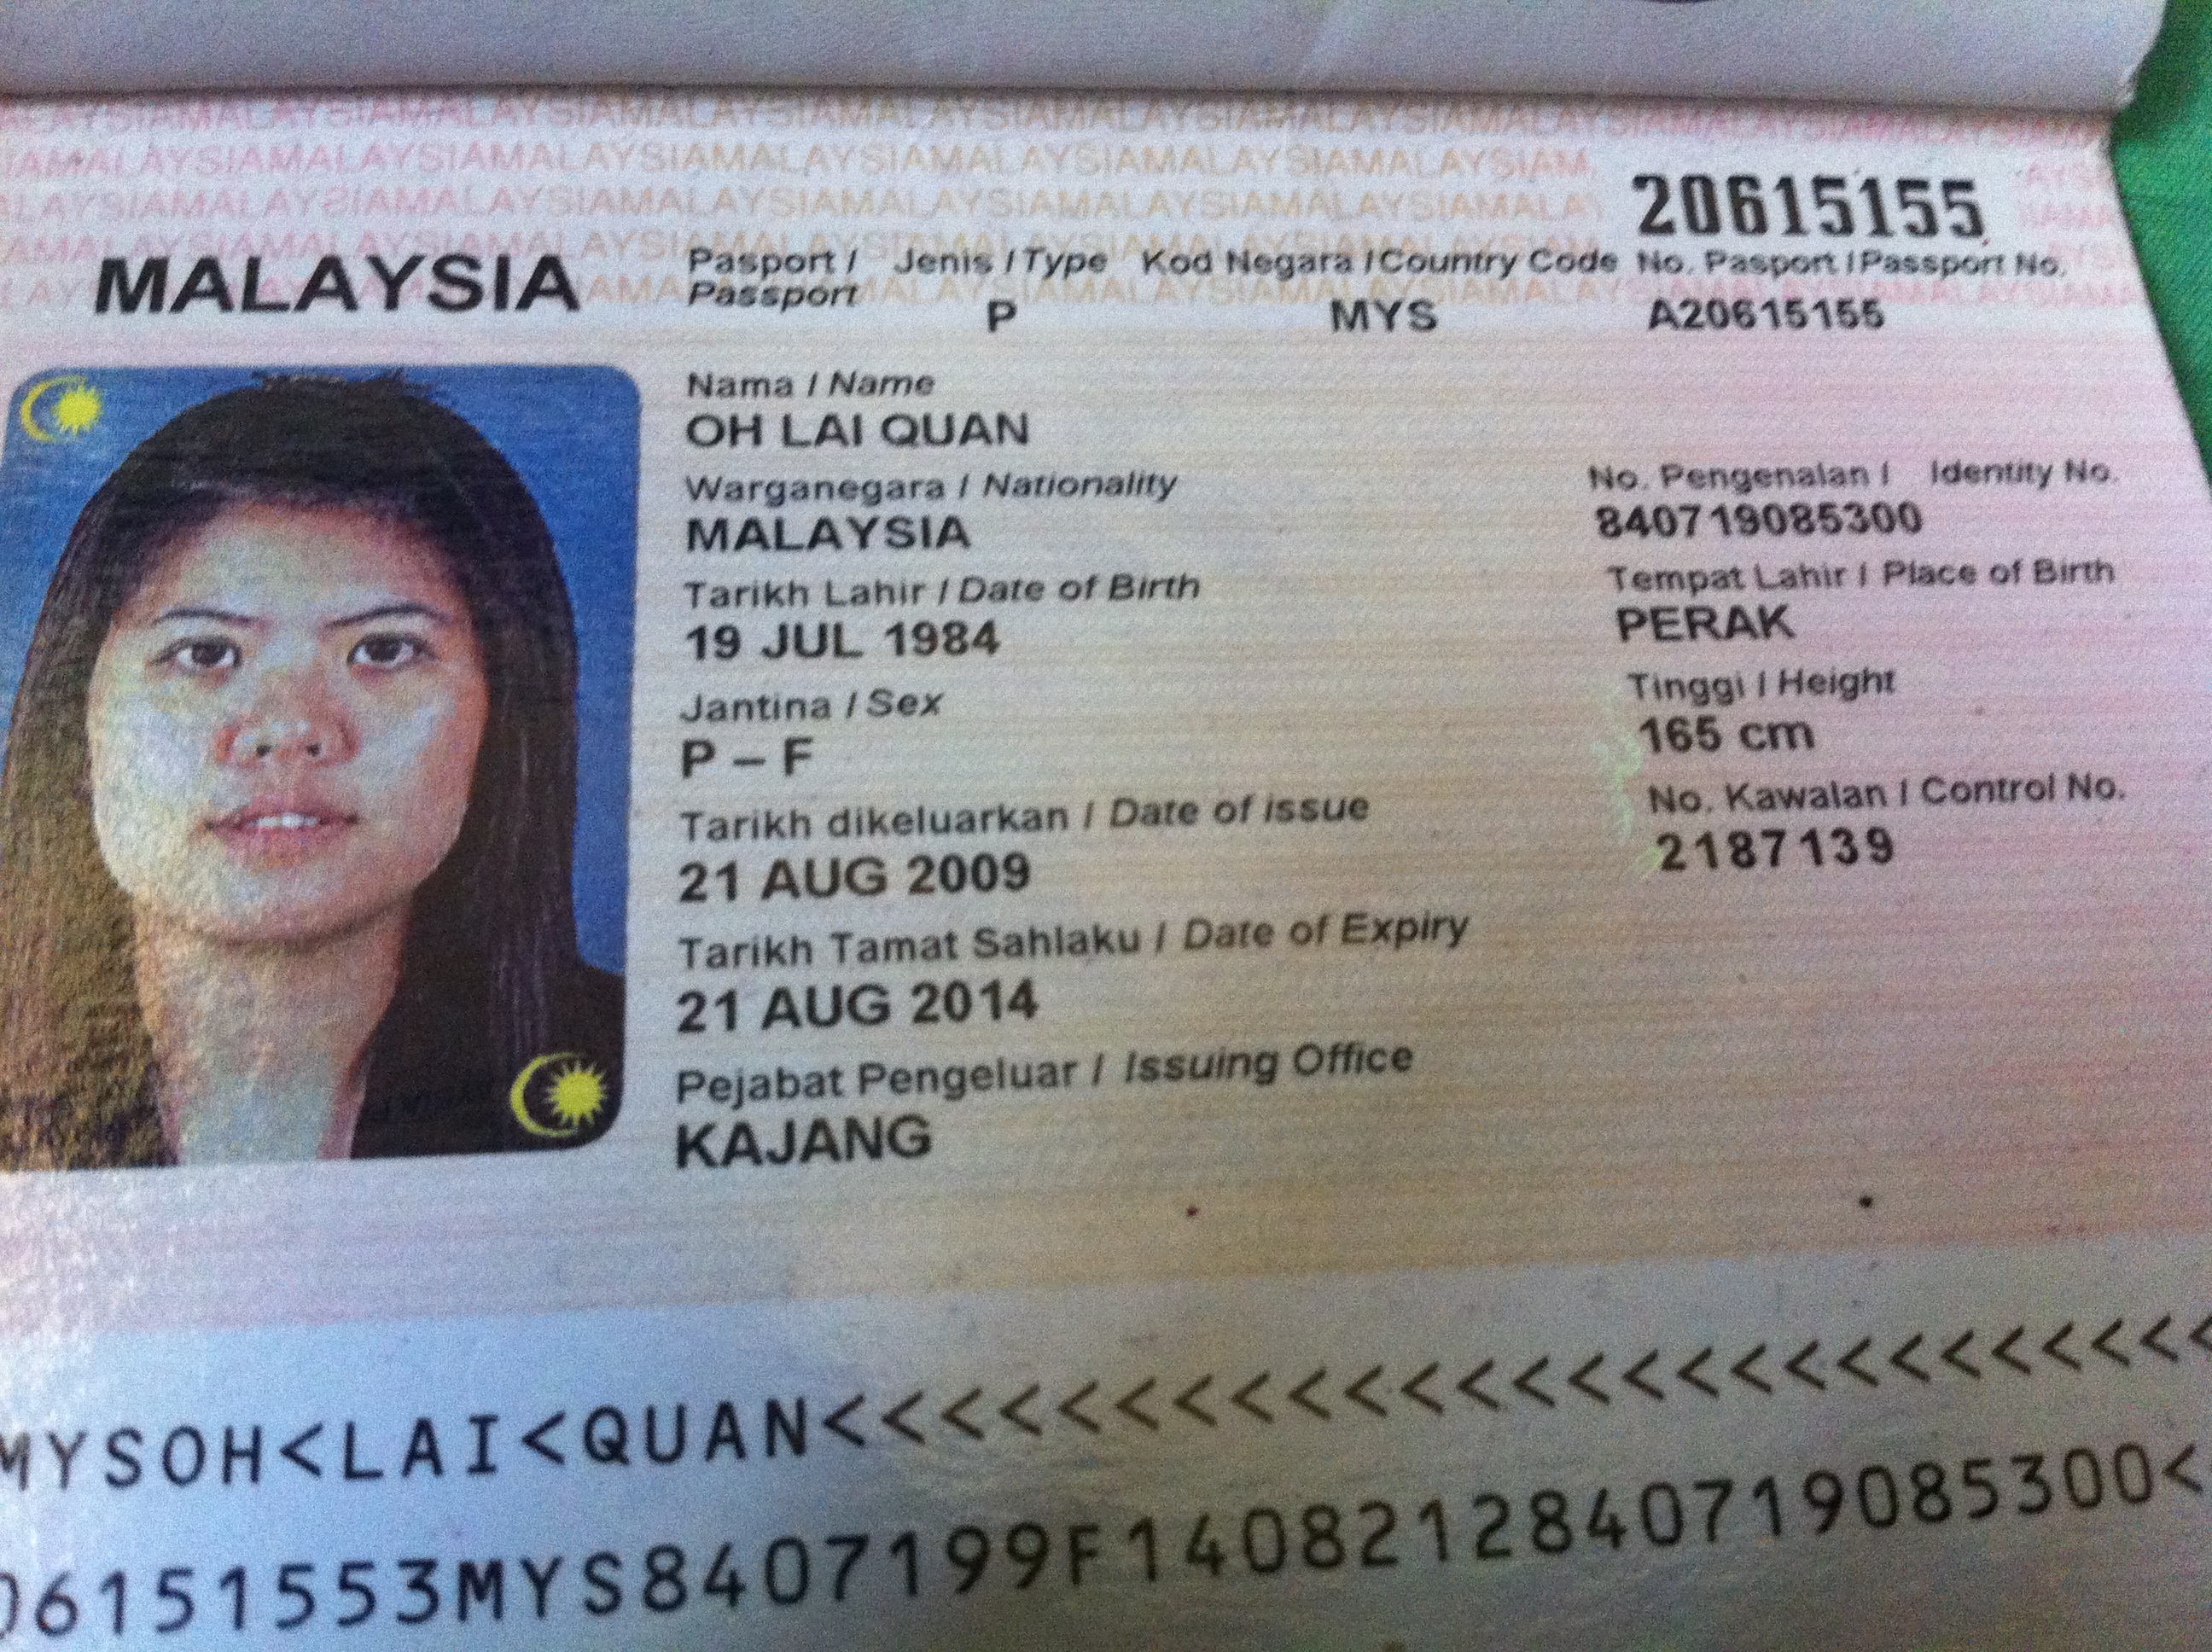 MALAYSIA
20615155
Pasport / Jenis / Type Kod Negara / Country Code No. Pasport / Passport No.
Passport P MYS A20615155
Nama / Name
OH LAI QUAN
Warganegara / Nationality No. Pengenalan / Identity No.
MALAYSIA 840719085300
Tarikh Lahir / Date of Birth Tempat Lahir / Place of Birth
19 JUL 1984 PERAK
Jantina / Sex Tinggi / Height
P – F 165 cm
Tarikh dikeluarkan / Date of issue No. Kawalan / Control No.
21 AUG 2009 2187139
Tarikh Tamat Sahlaku / Date of Expiry
21 AUG 2014
Pejabat Pengeluar / Issuing Office
KAJANG
MYSOH<LAI<QUAN<<<<<<<<<<<<<<<<<<<<<<<<<
06151553MYS8407199F1408212840719085300<